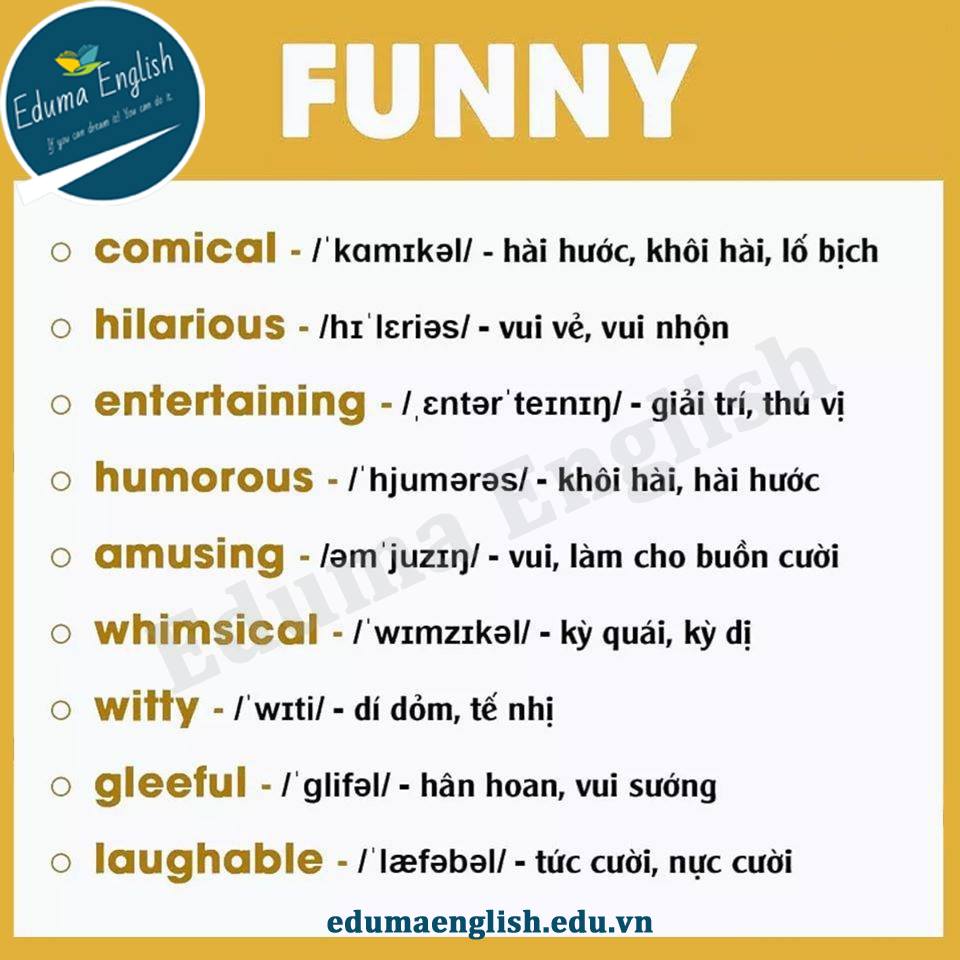 Eduma English
If you can dream it! You can do it.
FUNNY
comical - /ˈkɑmɪkəl/ - hài hước, khôi hài, lố bịch
hilarious - /hɪˈlɛriəs/ - vui vẻ, vui nhộn
entertaining - /ˌɛntərˈteɪnɪŋ/ - giải trí, thú vị
humorous - /ˈhjumərəs/ - khôi hài, hài hước
amusing - /əmˈjuzɪŋ/ - vui, làm cho buồn cười
whimsical - /ˈwɪmzɪkəl/ - kỳ quái, kỳ dị
witty - /ˈwɪti/ - dí dỏm, tế nhị
gleeful - /ˈglifəl/ - hân hoan, vui sướng
laughable - /ˈlæfəbəl/ - tức cười, nực cười
Eduma English
edumaenglish.edu.vn